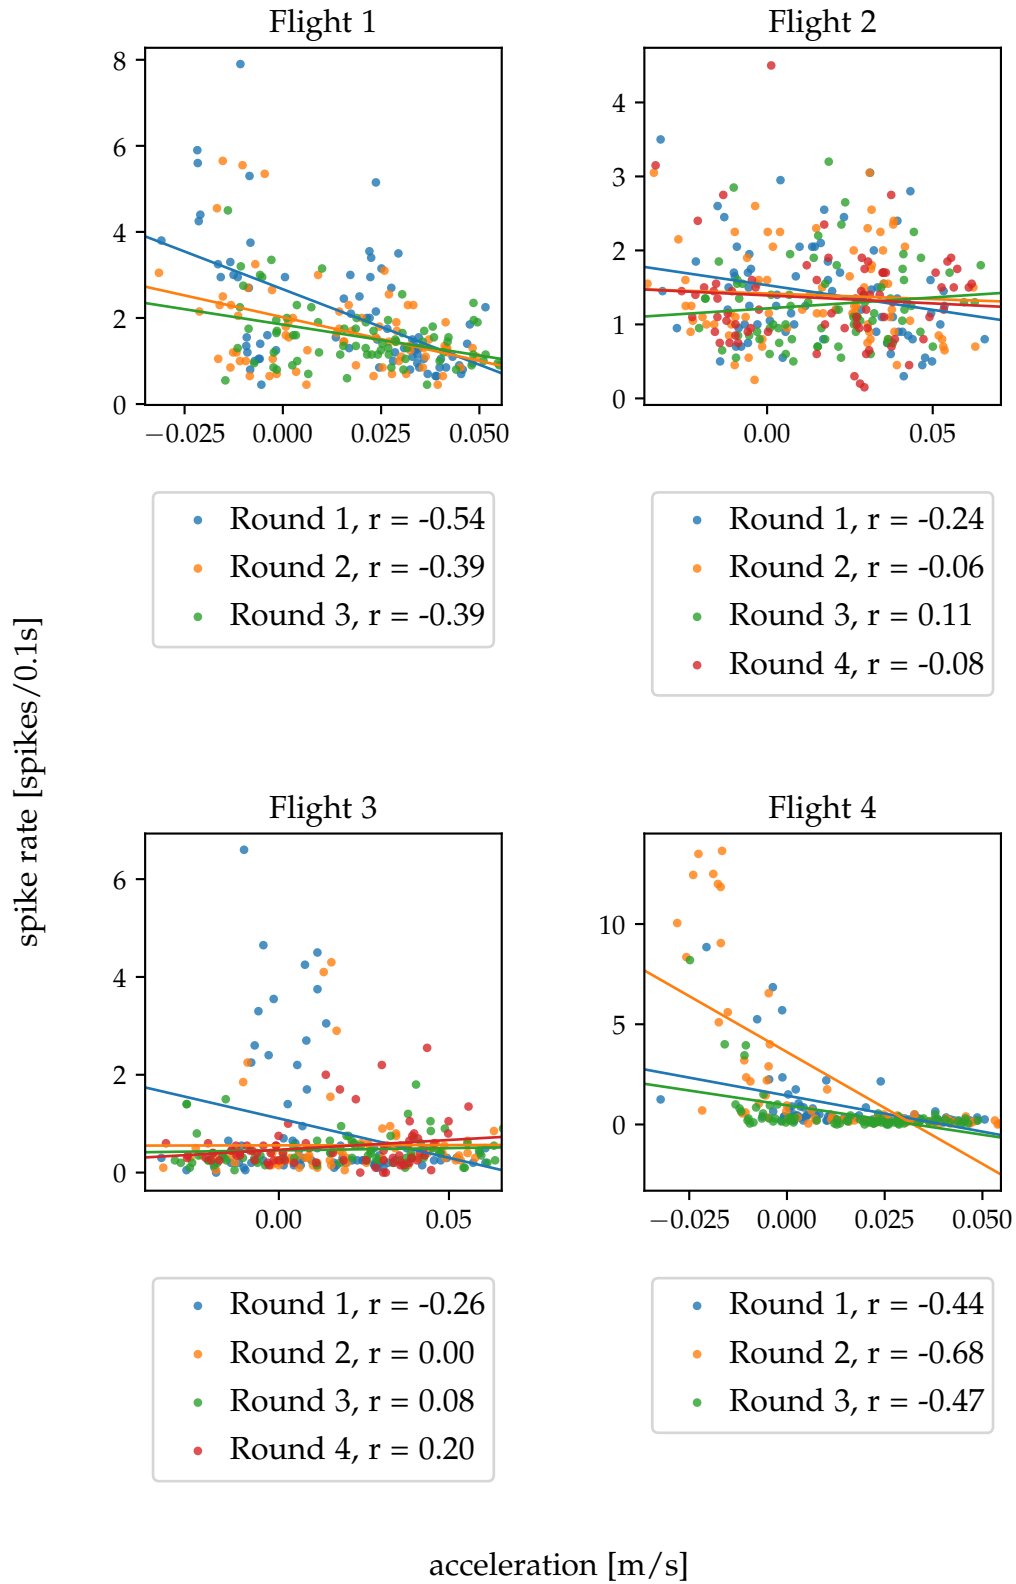 Flight 1
8
6
4
2
0
−0.025 0.000 0.025 0.050
Round 1, r = -0.54
Round 2, r = -0.39
Round 3, r = -0.39
Flight 2
4
3
2
1
0
0.00 0.05
Round 1, r = -0.24
Round 2, r = -0.06
Round 3, r = 0.11
Round 4, r = -0.08
spike rate [spikes/0.1s]
Flight 3
6
4
2
0
0.00 0.05
Round 1, r = -0.26
Round 2, r = 0.00
Round 3, r = 0.08
Round 4, r = 0.20
Flight 4
10
5
0
−0.025 0.000 0.025 0.050
Round 1, r = -0.44
Round 2, r = -0.68
Round 3, r = -0.47
acceleration [m/s]